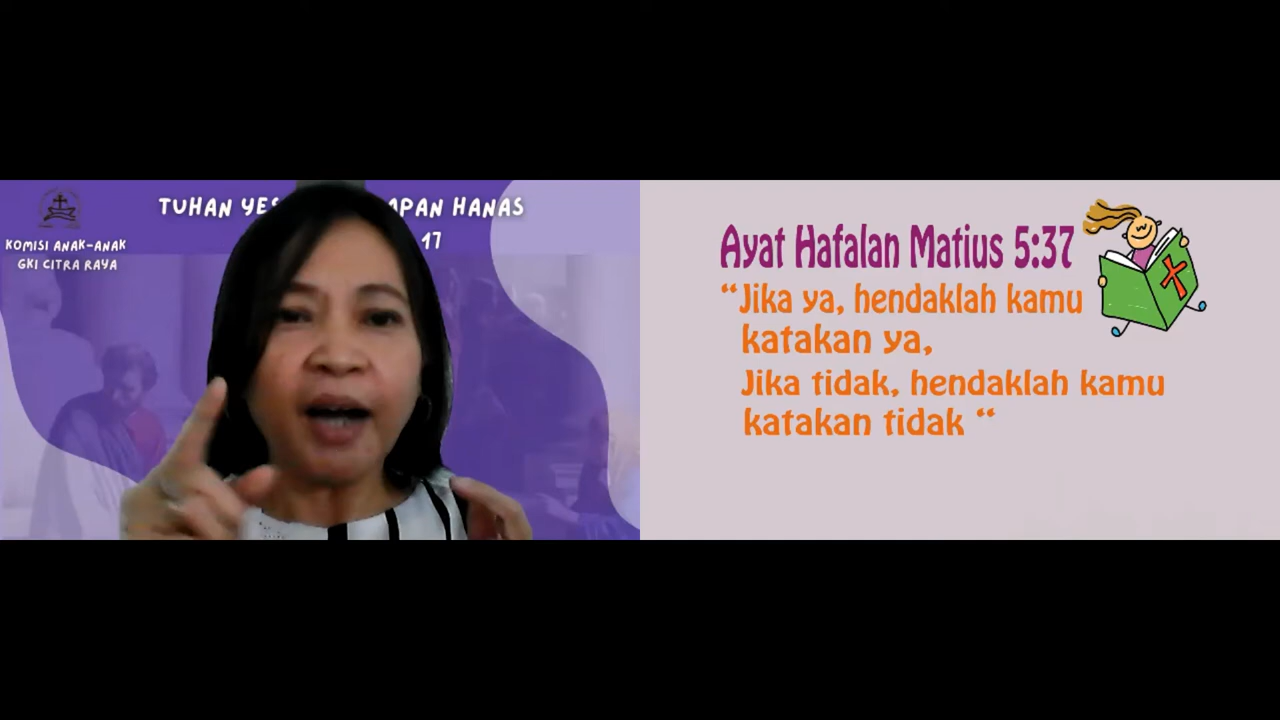 TUHAN YES APAN HANAS
17
KOMISI ANAK-ANAK
GKI CITRA RAYA
Ayat Hafalan Matius 5:37
“Jika ya, hendaklah kamu
katakan ya,
Jika tidak, hendaklah kamu
katakan tidak “